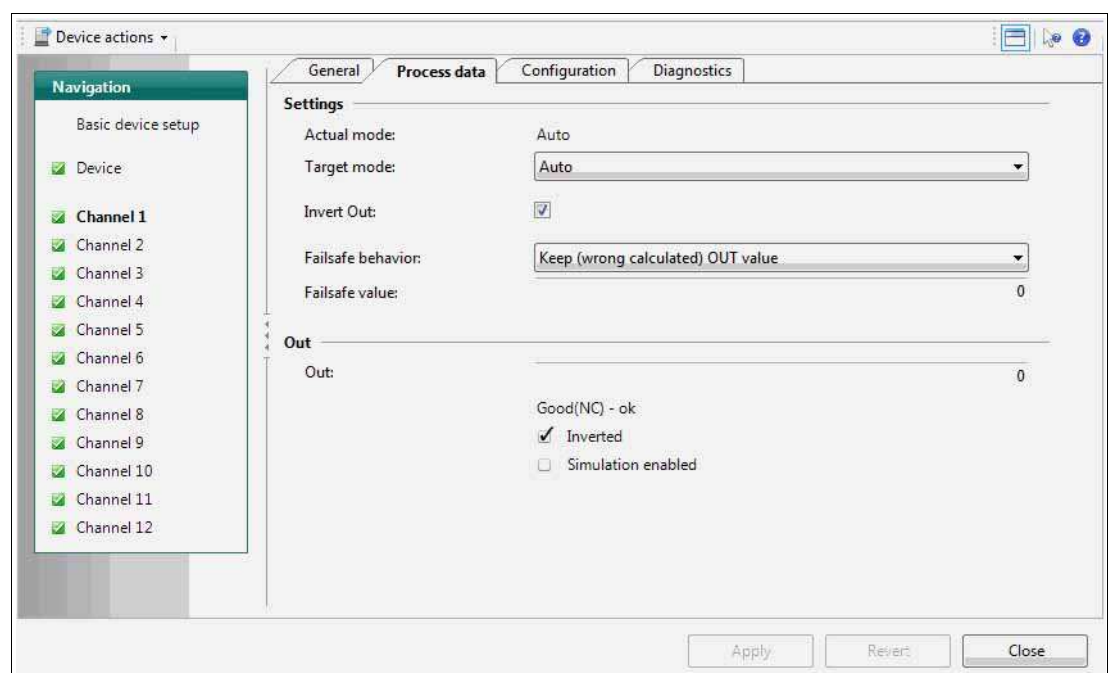 Device actions
Navigation
Basic device setup
Device
Channel 1
Channel 2
Channel 3
Channel 4
Channel 5
Channel 6
Channel 7
Channel 8
Channel 9
Channel 10
Channel 11
Channel 12
General Process data Configuration Diagnostics
Settings
Actual mode: Auto
Target mode: Auto
Invert Out:
Failsafe behavior: Keep (wrong calculated) OUT value
Failsafe value: 0
Out
Out: 0
Good(NC) - ok
Inverted
Simulation enabled
Apply Revert Close